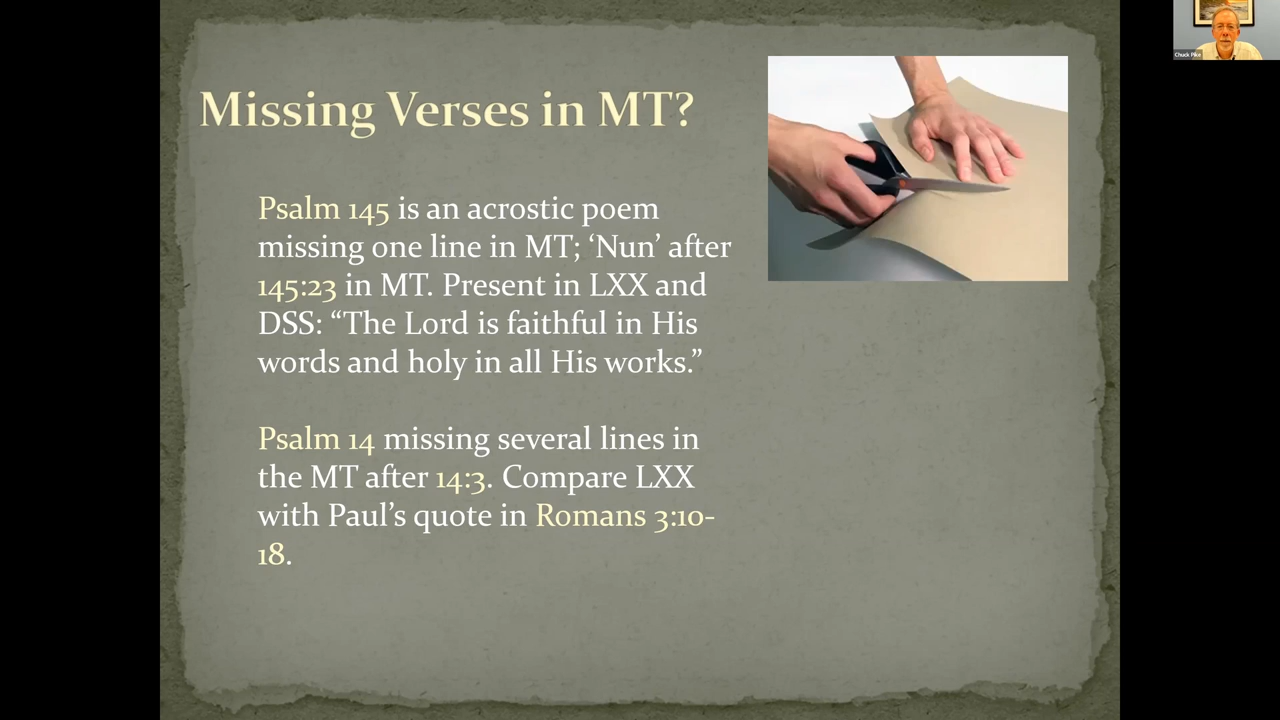 Missing Verses in MT?
Psalm 145 is an acrostic poem
missing one line in MT; ‘Nun’ after
145:23 in MT. Present in LXX and
DSS: “The Lord is faithful in His
words and holy in all His works.”
Psalm 14 missing several lines in
the MT after 14:3. Compare LXX
with Paul’s quote in Romans 3:10-
18.
Chuck Pike